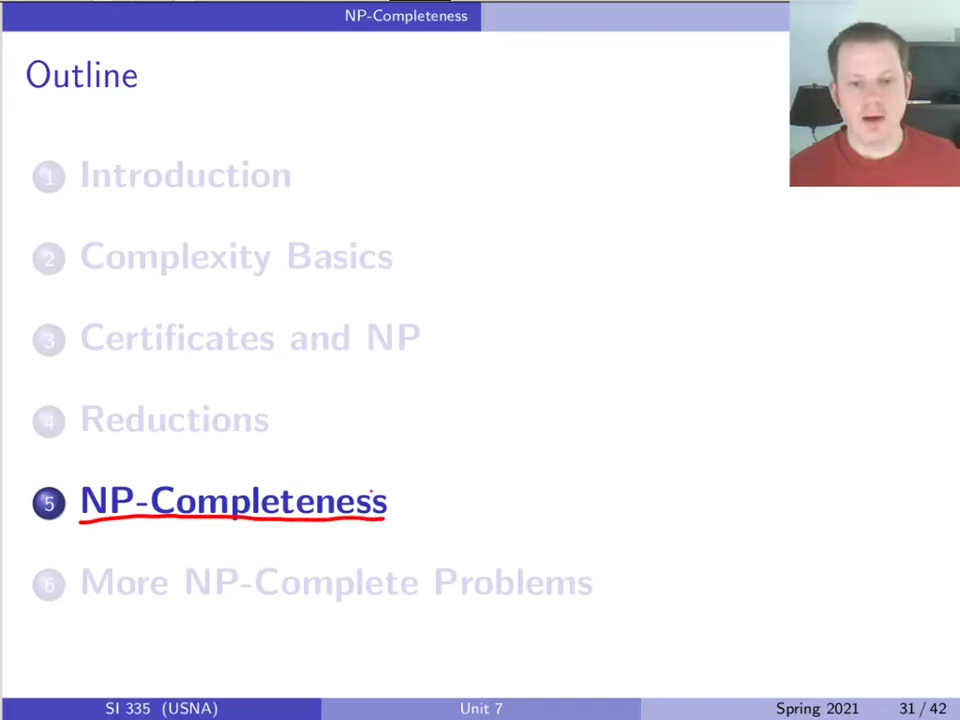 NP-Completeness
Outline
1 Introduction
2 Complexity Basics
3 Certificates and NP
4 Reductions
5 NP-Completeness
6 More NP-Complete Problems
SI 335 (USNA) Unit 7 Spring 2021 31 / 42